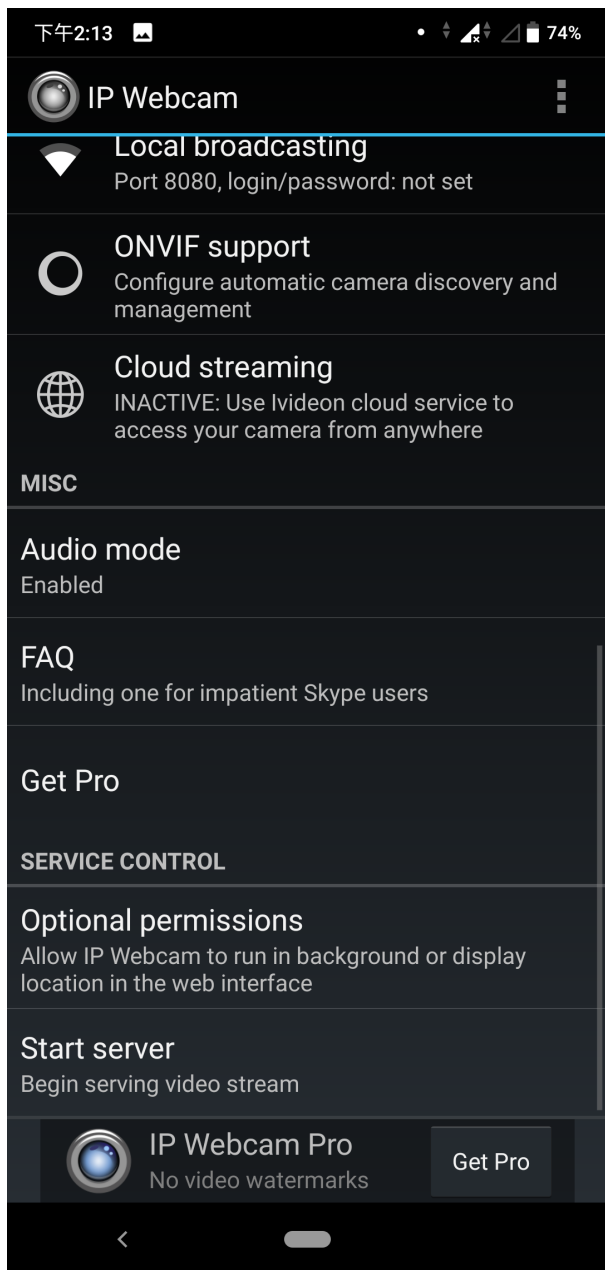 下午2:13
74%
IP Webcam
Local broadcasting
Port 8080, login/password: not set
ONVIF support
Configure automatic camera discovery and
management
Cloud streaming
INACTIVE: Use Ivideon cloud service to
access your camera from anywhere
MISC
Audio mode
Enabled
FAQ
Including one for impatient Skype users
Get Pro
SERVICE CONTROL
Optional permissions
Allow IP Webcam to run in background or display
location in the web interface
Start server
Begin serving video stream
IP Webcam Pro
No video watermarks
Get Pro